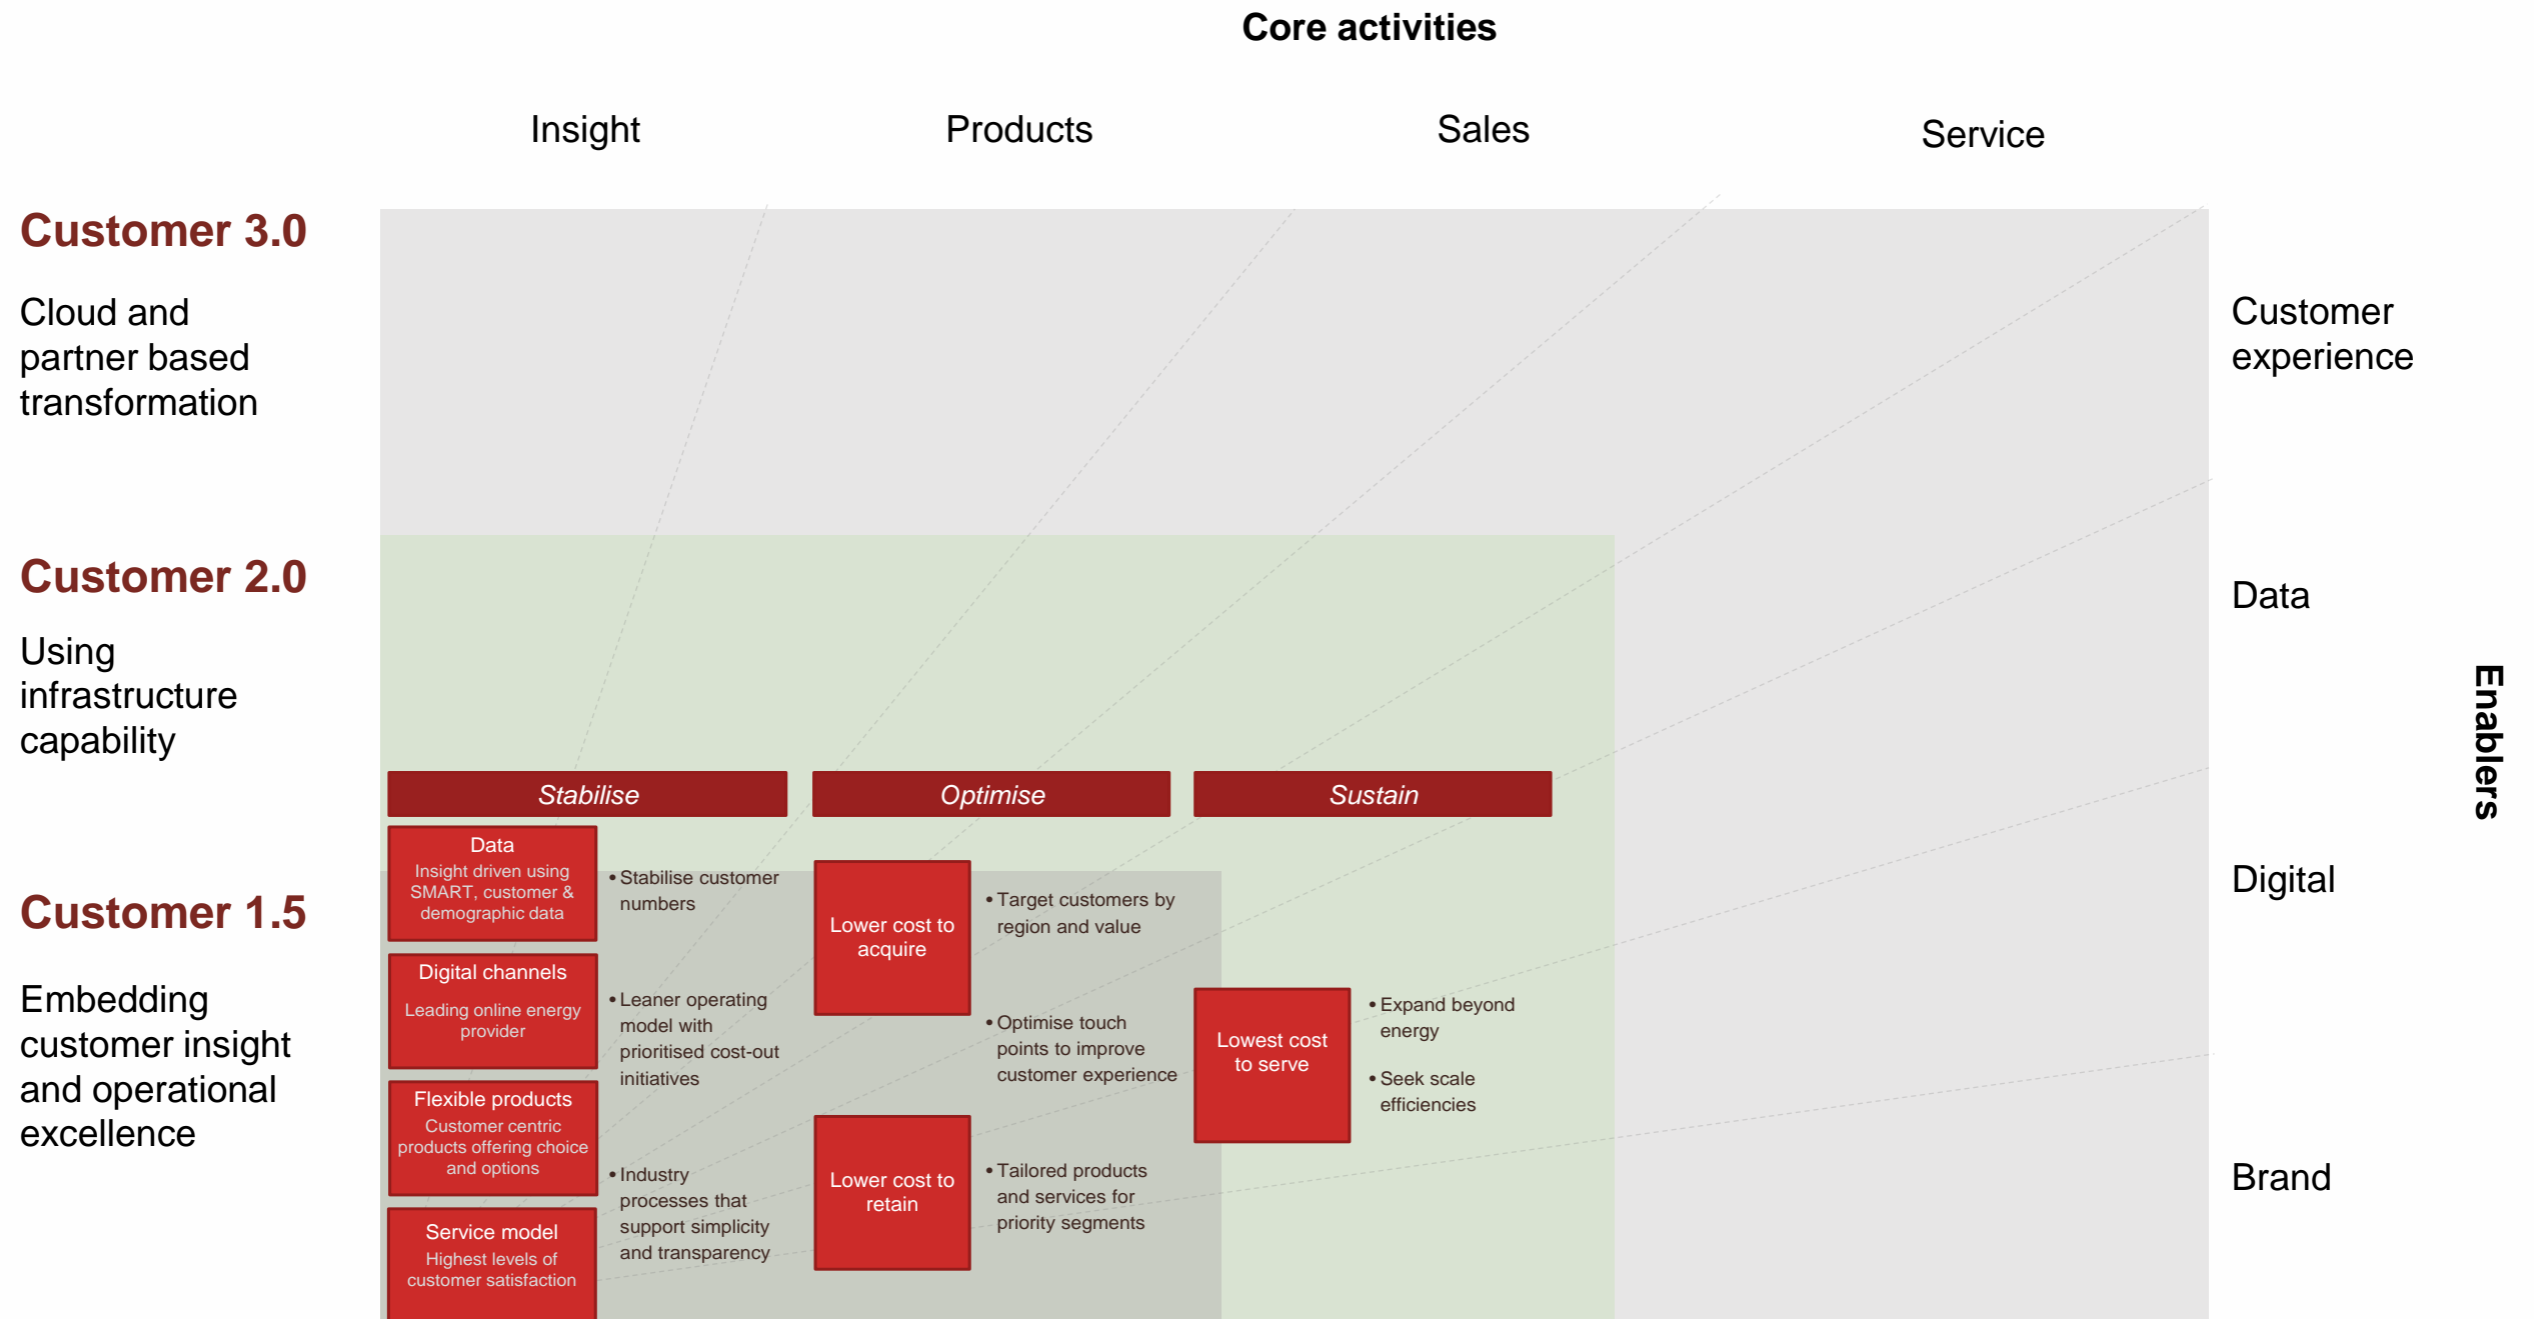 Core activities
Insight
Products
Sales
Service
Customer 3.0
Cloud and
partner based
transformation
Customer 2.0
Using
infrastructure
capability
Customer 1.5
Embedding
customer insight
and operational
excellence
Stabilise
Data
Insight driven using
SMART, customer &
demographic data
Digital channels
Leading online energy
provider
Flexible products
Customer centric
products offering choice
and options
Service model
Highest levels of
customer satisfaction
• Stabilise customer
numbers
• Leaner operating
model with
prioritised cost-out
initiatives
• Industry
processes that
support simplicity
and transparency
Optimise
Lower cost to
acquire
Lower cost to
retain
• Target customers by
region and value
• Optimise touch
points to improve
customer experience
• Tailored products
and services for
priority segments
Sustain
Lowest cost
to serve
• Expand beyond
energy
• Seek scale
efficiencies
Customer
experience
Data
Digital
Brand
Enablers